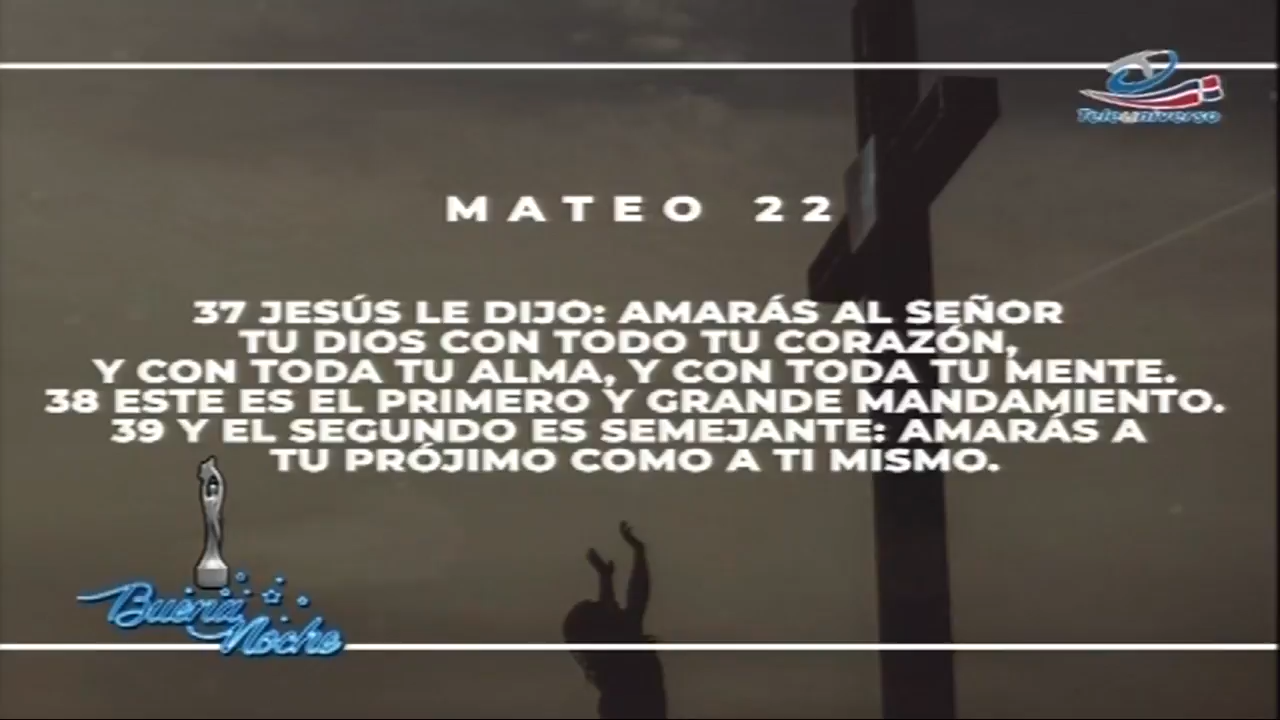 Teleuniverso
MATEO 22
37 JESÚS LE DIJO: AMARÁS AL SEÑOR
TU DIOS CON TODO TU CORAZÓN,
Y CON TODA TU ALMA, Y CON TODA TU MENTE.
38 ESTE ES EL PRIMERO Y GRANDE MANDAMIENTO.
39 Y EL SEGUNDO ES SEMEJANTE: AMARÁS A
TU PRÓJIMO COMO A TI MISMO.
Buena
Noche